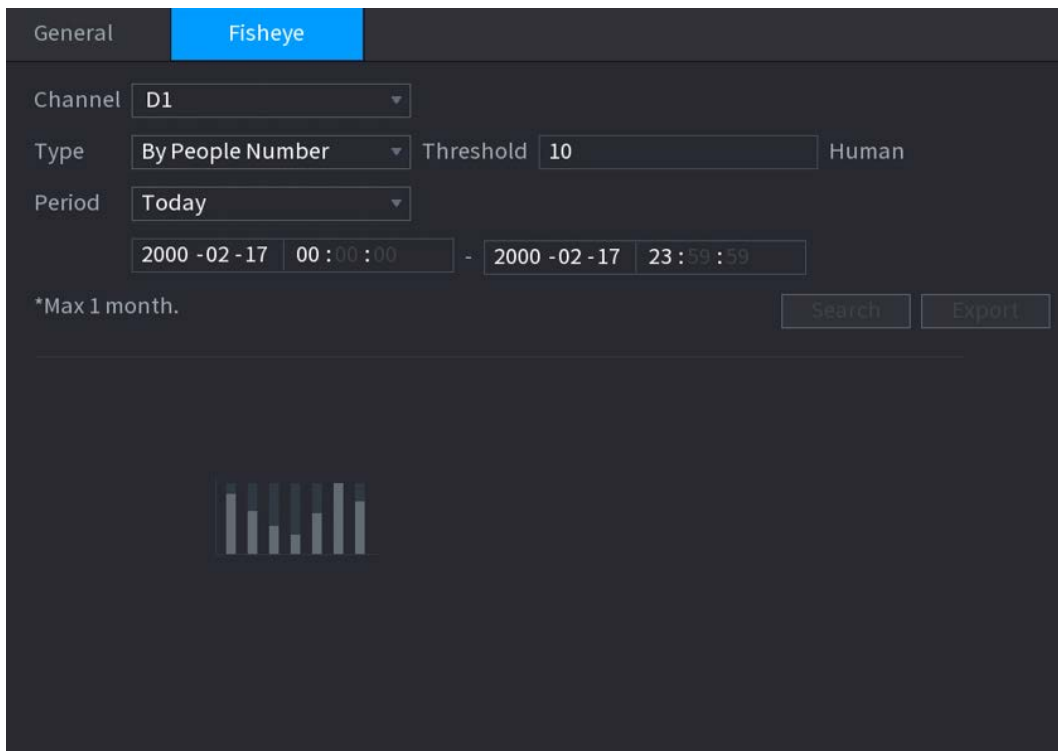 General Fisheye
Channel D1
Type By People Number Threshold 10 Human
Period Today
2000 -02 -17 00 :00 :00 - 2000 -02 -17 23 :59 :59
*Max 1 month. Search Export